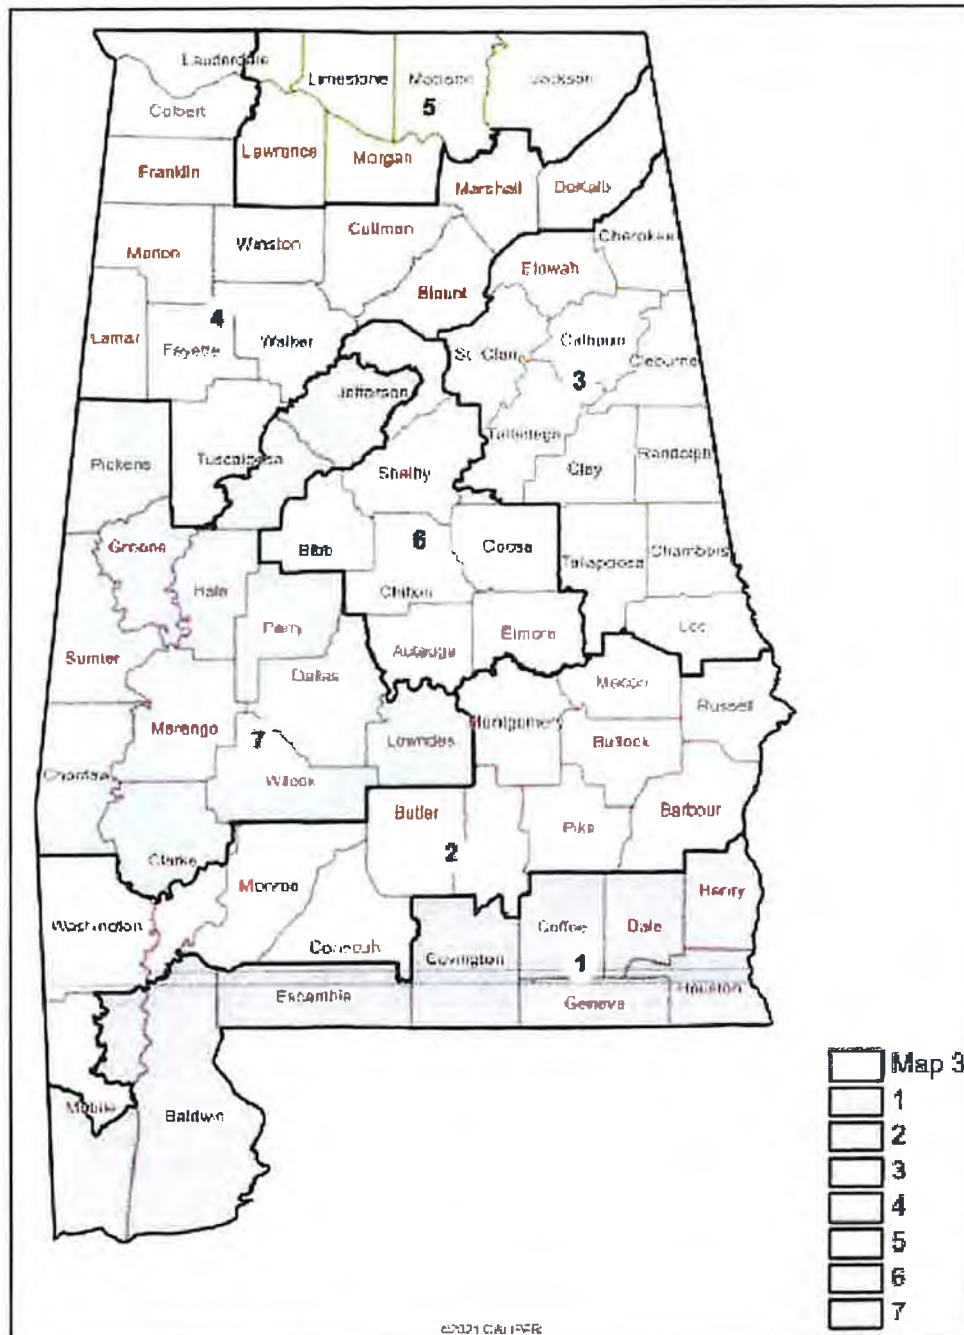 Lauderdale
Limestone
Madison
Jackson
5
Colbert
Lawrence
Morgan
Franklin
Marshall
DeKalb
Cherokee
Cullman
Winston
Marion
Etowah
Blount
4
Lamar
Fayette
Walker
St. Clair
Calhoun
Cleburne
3
Jefferson
Talladega
Pickens
Tuscaloosa
Shelby
Clay
Randolph
Greene
Bibb
6
Coosa
Tallapoosa
Chambers
Hale
Chilton
Perry
Elmore
Lee
Sumter
Autauga
Dallas
Macon
Russell
Marengo
7
Lowndes
Montgomery
Bullock
Choctaw
Wilcox
Butler
Pike
Barbour
2
Clarke
Monroe
Henry
Washington
Conecuh
Covington
Coffee
Dale
1
Escambia
Geneva
Houston
Mobile
Baldwin
Map 3
1
2
3
4
5
6
7
©2021 CALIPER